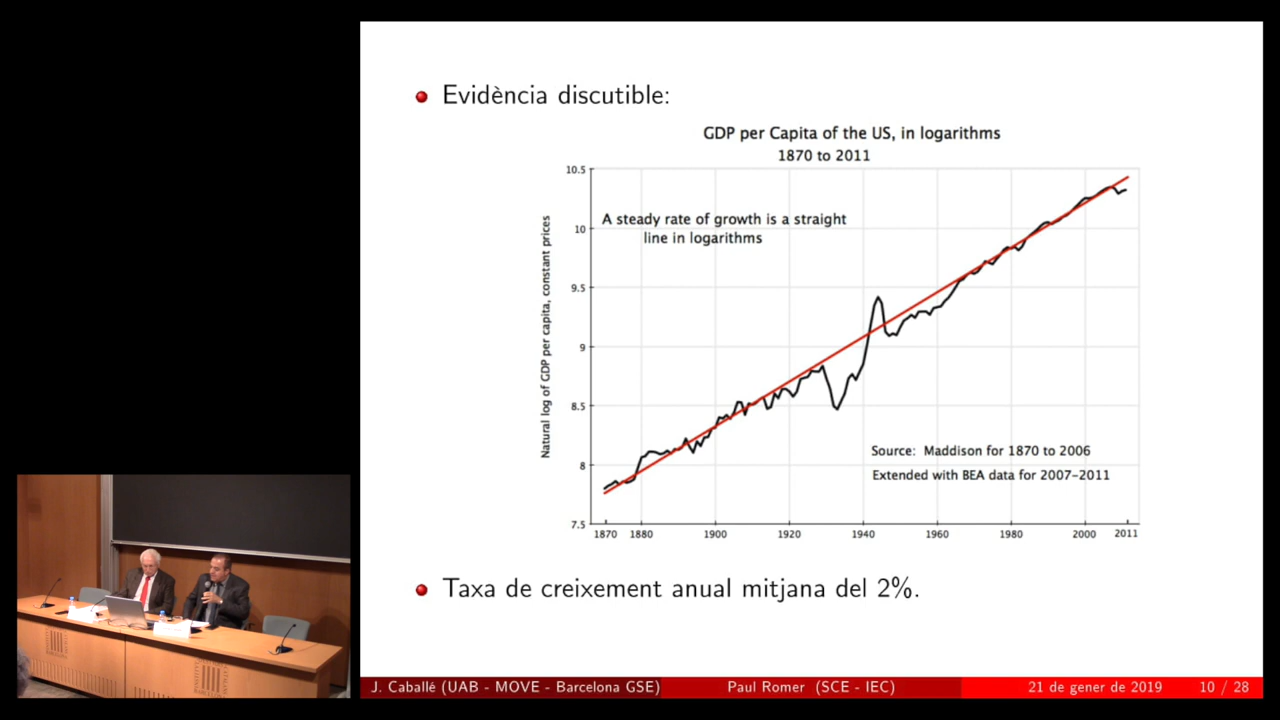 Evidència discutible:
GDP per Capita of the US, in logarithms
1870 to 2011
Natural log of GDP per capita, constant prices
10.5
10
9.5
9
8.5
8
7.5
A steady rate of growth is a straight
line in logarithms
Source: Maddison for 1870 to 2006
Extended with BEA data for 2007-2011
1870 1880 1900 1920 1940 1960 1980 2000 2011
Taxa de creixement anual mitjana del 2%.
J. Caballé (UAB - MOVE - Barcelona GSE) Paul Romer (SCE - IEC) 21 de gener de 2019 10 / 28